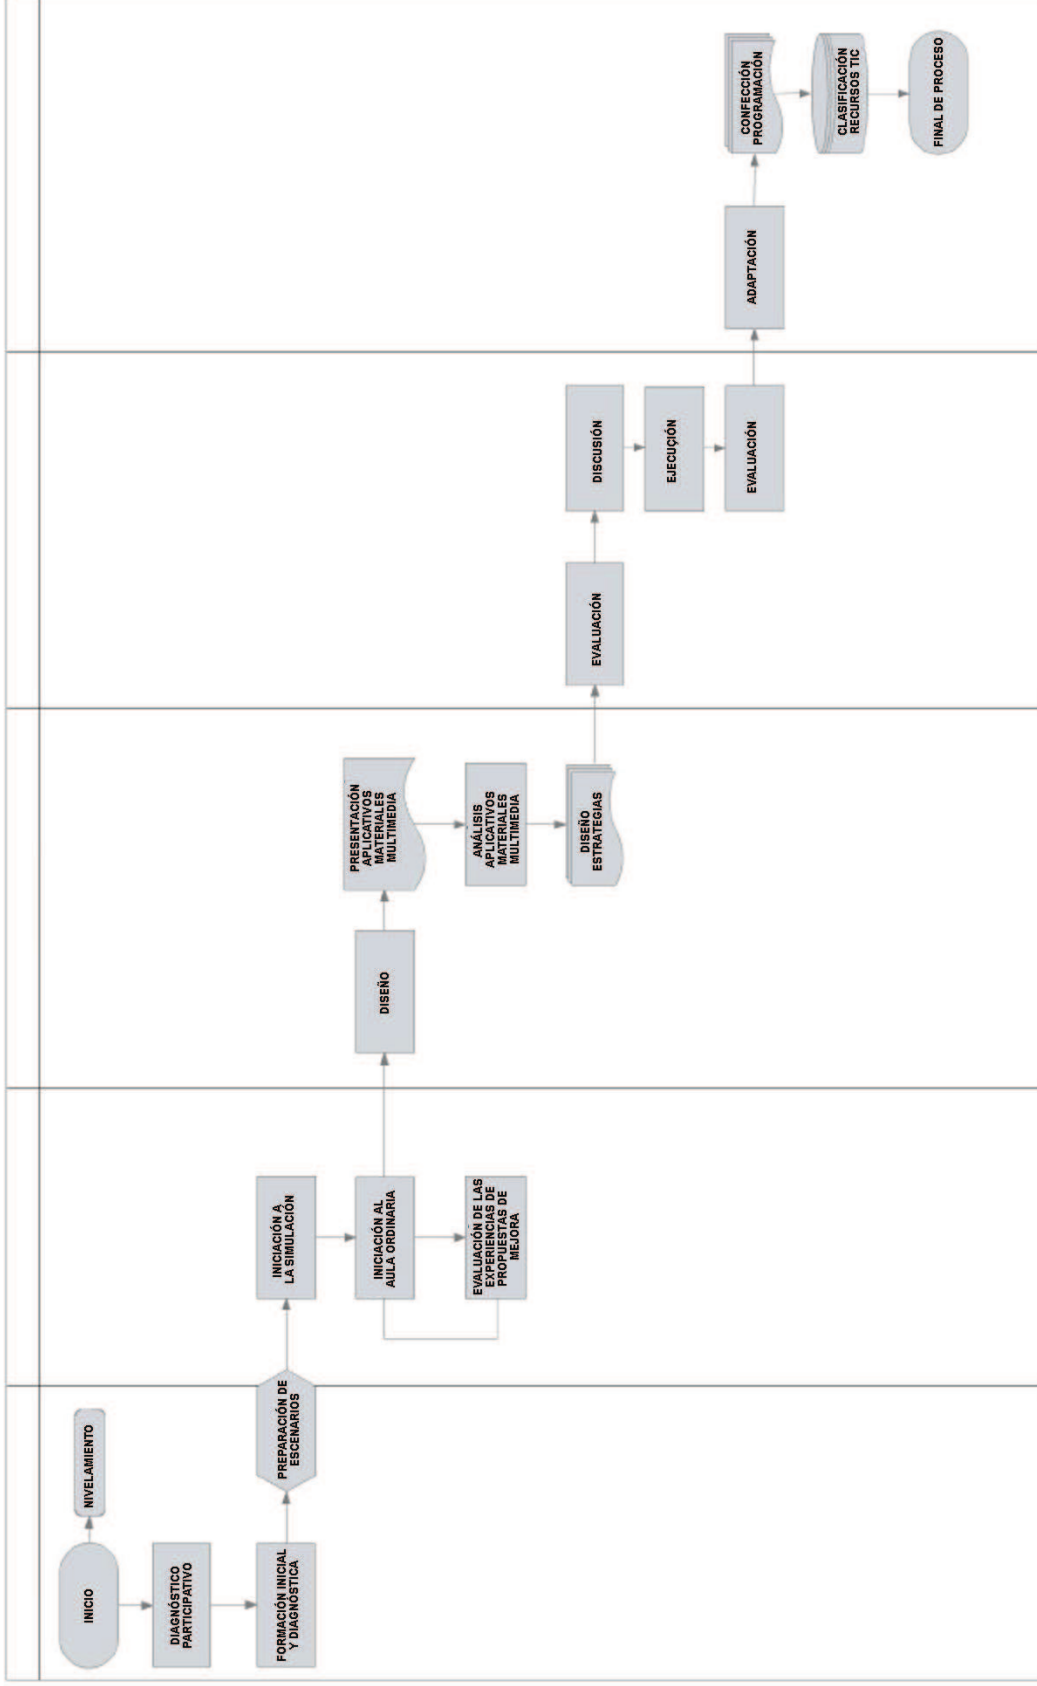 INICIO
NIVELAMIENTO
DIAGNÓSTICO
PARTICIPATIVO
FORMACIÓN INICIAL
Y DIAGNÓSTICA
PREPARACIÓN DE
ESCENARIOS
INICIACIÓN A
LA SIMULACIÓN
INICIACIÓN AL
AULA ORDINARIA
EVALUACIÓN DE LAS
EXPERIENCIAS DE
PROPUESTAS DE
MEJORA
DISEÑO
PRESENTACIÓN
APLICATIVOS
MATERIALES
MULTIMEDIA
ANÁLISIS
APLICATIVOS
MATERIALES
MULTIMEDIA
DISEÑO
ESTRATEGIAS
EVALUACIÓN
DISCUSIÓN
EJECUÇIÓN
EVALUACIÓN
ADAPTACIÓN
CONFECCIÓN
PROGRAMACIÓN
CLASIFICACIÓN
RECURSOS TIC
FINAL DE PROCESO